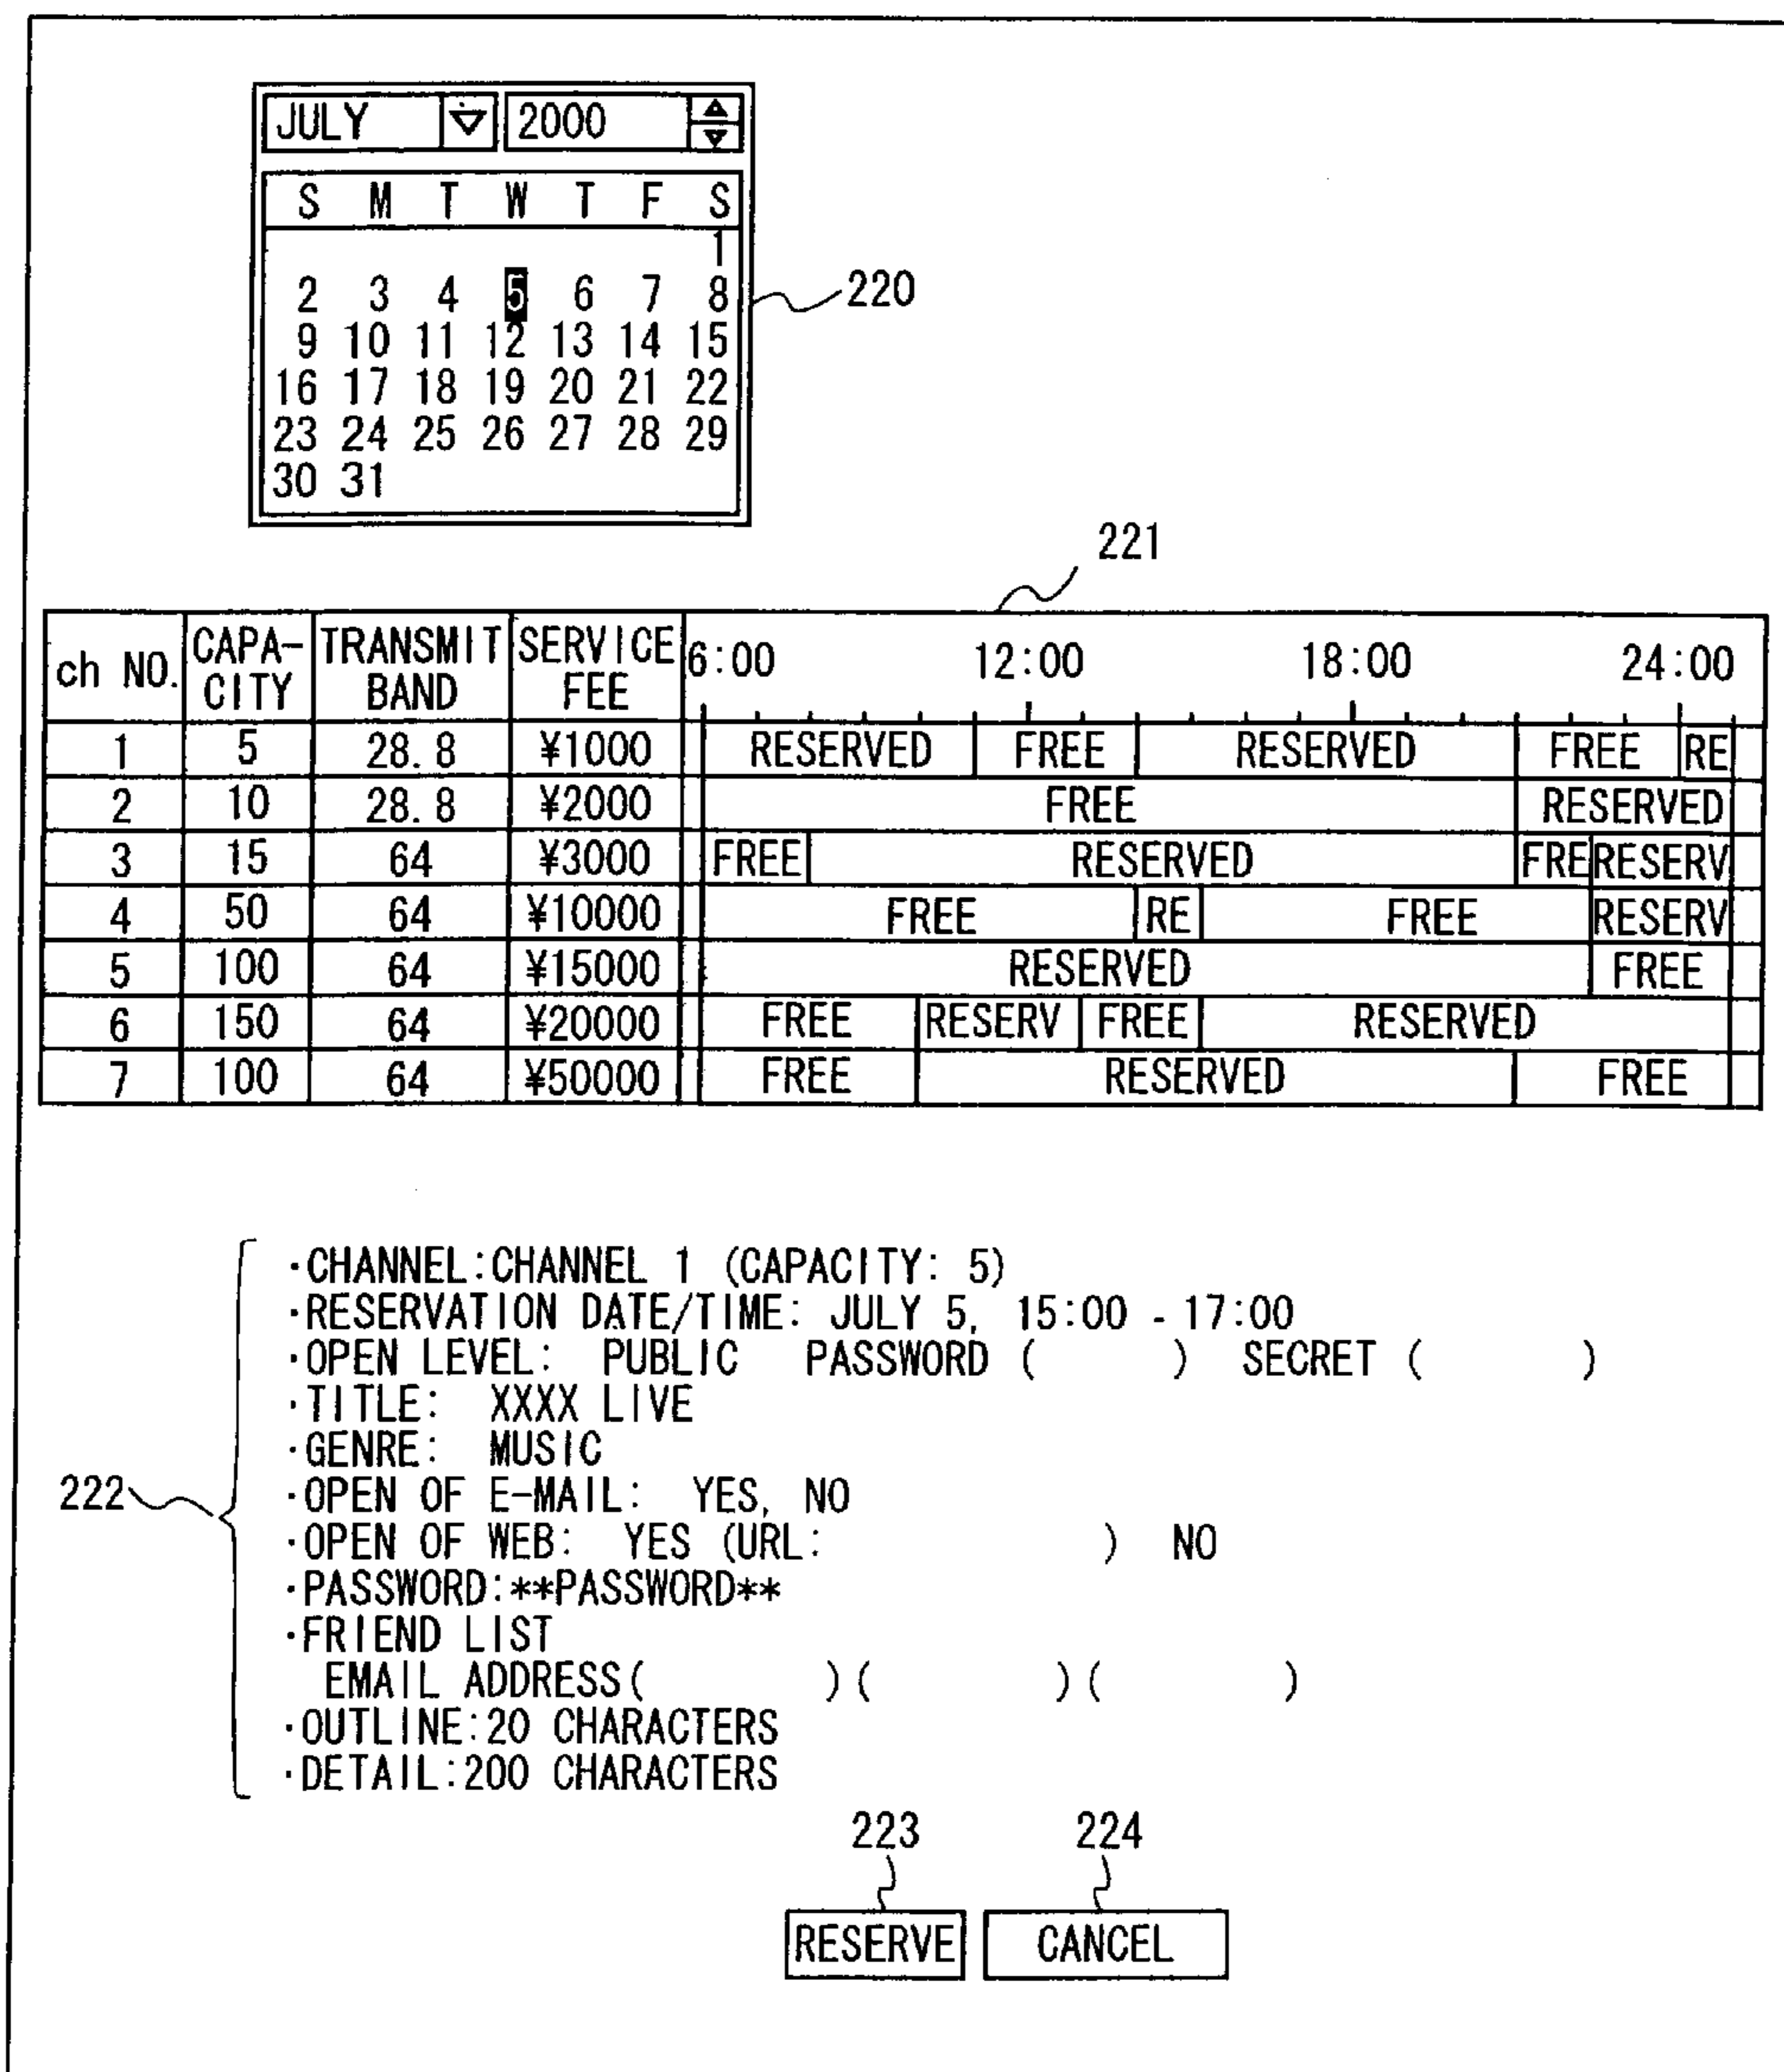 JULY 2000
S M T W T F S
1
2 3 4 5 6 7 8
9 10 11 12 13 14 15
16 17 18 19 20 21 22
23 24 25 26 27 28 29
30 31
220
221
ch NO. CAPA-CITY TRANSMIT BAND SERVICE FEE 6:00 12:00 18:00 24:00
1 5 28.8 ¥1000 RESERVED FREE RESERVED FREE RE
2 10 28.8 ¥2000 FREE RESERVED
3 15 64 ¥3000 FREE RESERVED FRE RESERV
4 50 64 ¥10000 FREE RE FREE RESERV
5 100 64 ¥15000 RESERVED FREE
6 150 64 ¥20000 FREE RESERV FREE RESERVED
7 100 64 ¥50000 FREE RESERVED FREE
222
·CHANNEL:CHANNEL 1 (CAPACITY: 5)
·RESERVATION DATE/TIME: JULY 5, 15:00 - 17:00
·OPEN LEVEL: PUBLIC PASSWORD ( ) SECRET ( )
·TITLE: XXXX LIVE
·GENRE: MUSIC
·OPEN OF E-MAIL: YES, NO
·OPEN OF WEB: YES (URL: ) NO
·PASSWORD:**PASSWORD**
·FRIEND LIST
EMAIL ADDRESS( )( )( )
·OUTLINE:20 CHARACTERS
·DETAIL:200 CHARACTERS
223 224
RESERVE CANCEL